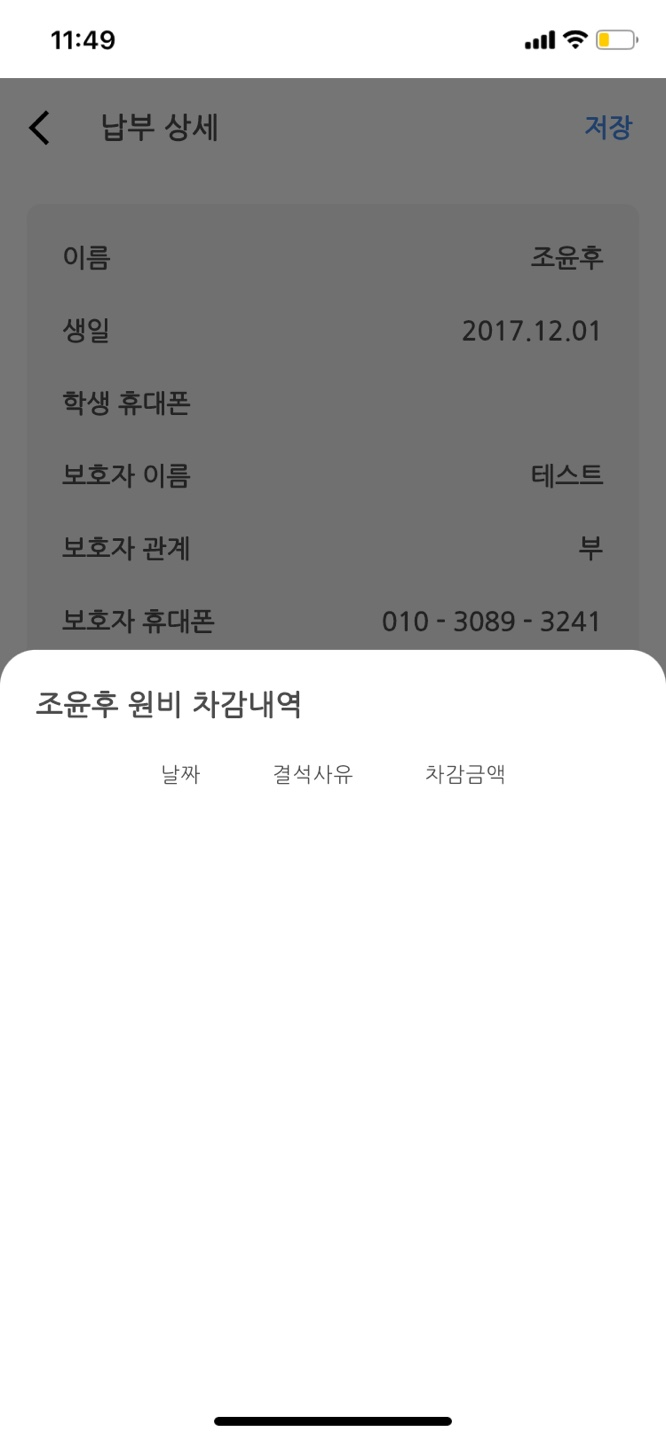 11:49
납부 상세 저장
이름 조윤후
생일 2017.12.01
학생 휴대폰
보호자 이름 테스트
보호자 관계 부
보호자 휴대폰 010 - 3089 - 3241
조윤후 원비 차감내역
날짜 결석사유 차감금액